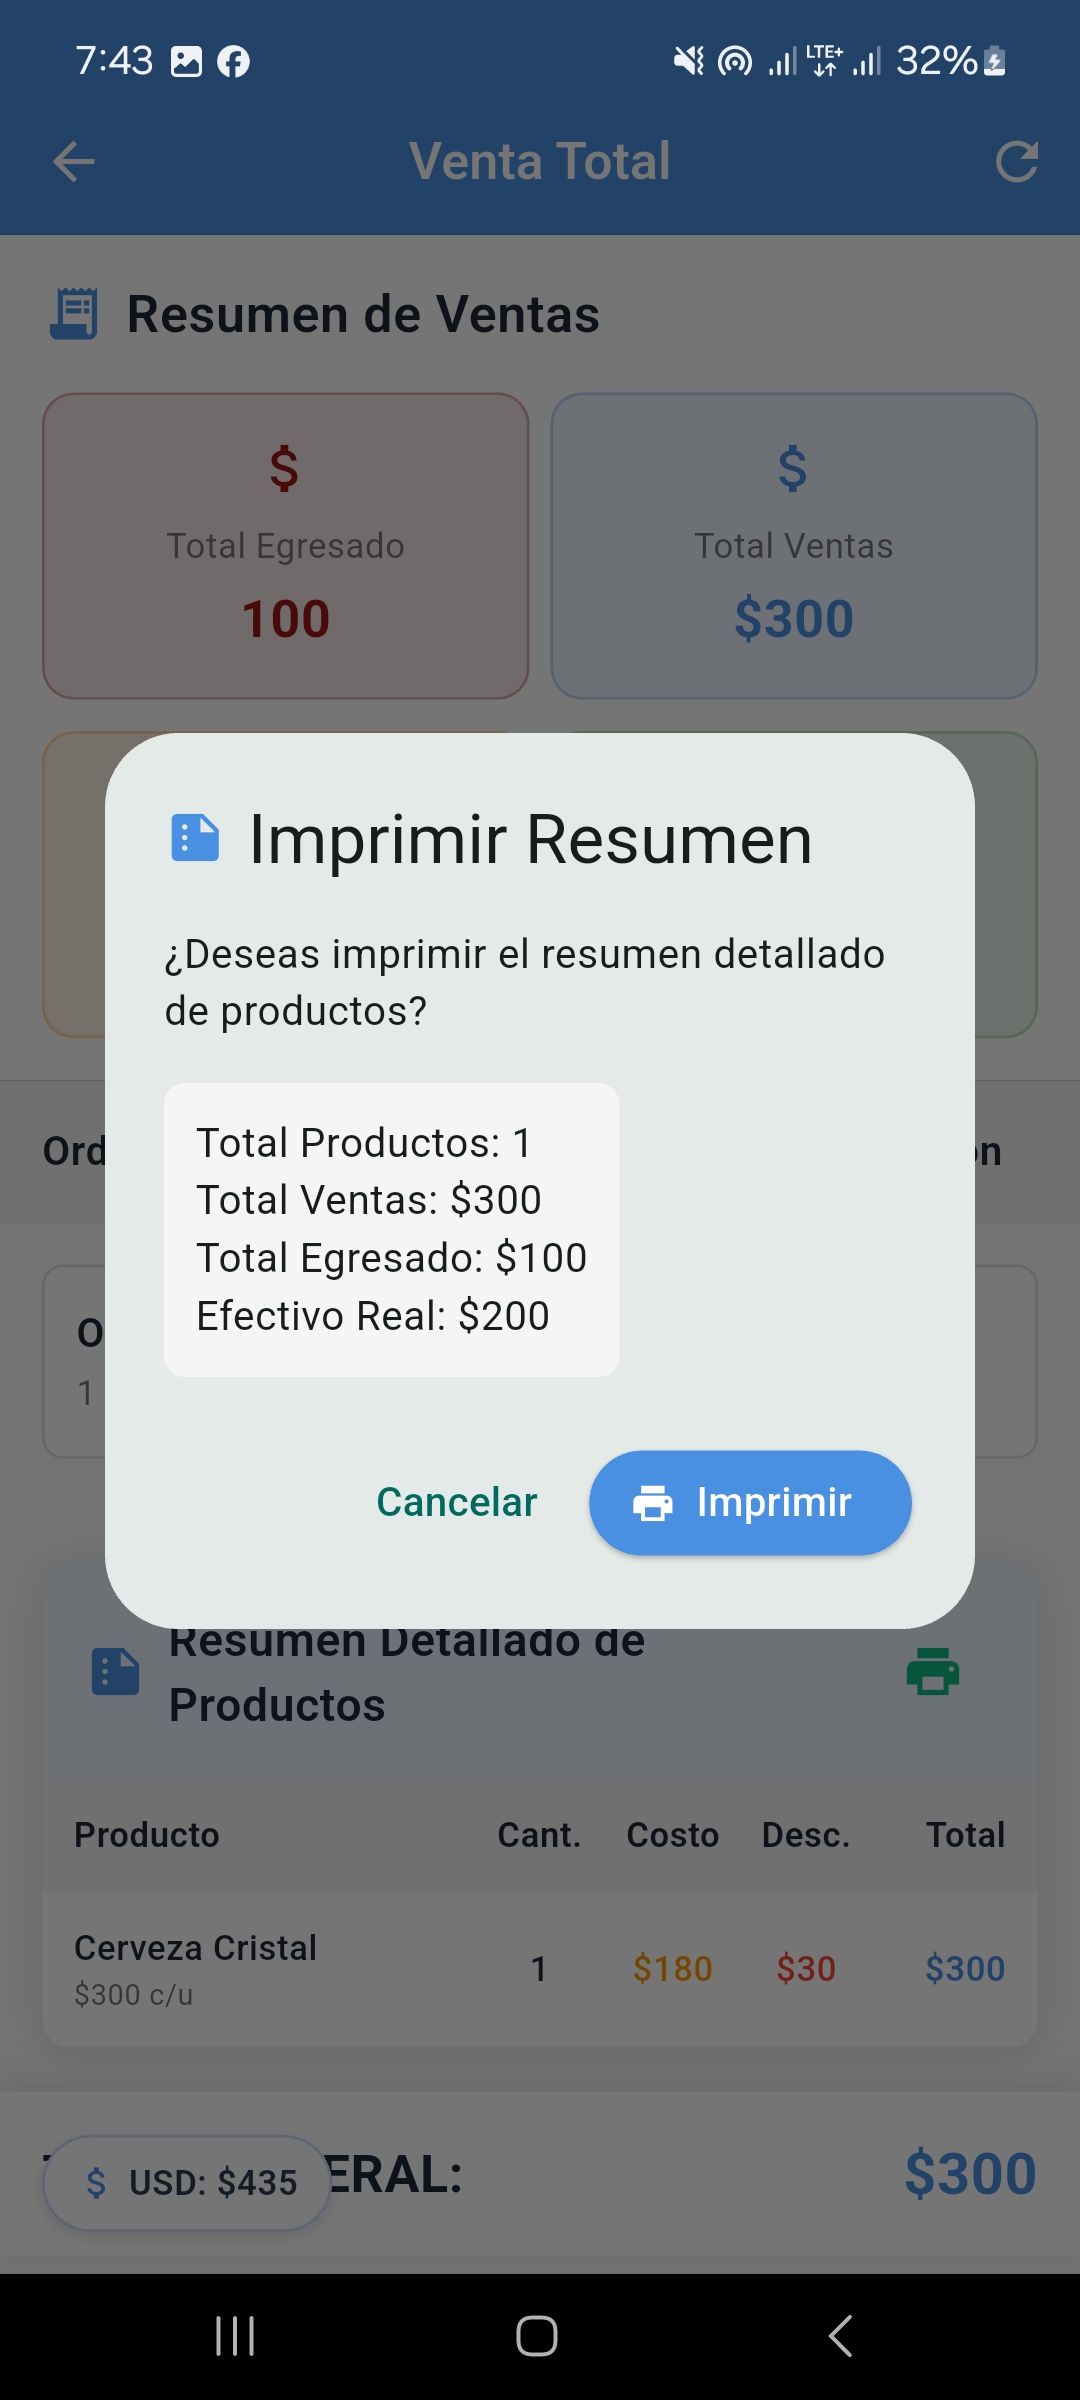 7:43
LTE+
32%
Venta Total
Resumen de Ventas
$
Total Egresado
100
$
Total Ventas
$300
Imprimir Resumen
¿Deseas imprimir el resumen detallado
de productos?
Total Productos: 1
Total Ventas: $300
Total Egresado: $100
Efectivo Real: $200
Cancelar
Imprimir
1
Resumen Detallado de
Productos
Producto Cant. Costo Desc. Total
Cerveza Cristal 1 $180 $30 $300
$300 c/u
$ USD: $435
ERAL:
$300